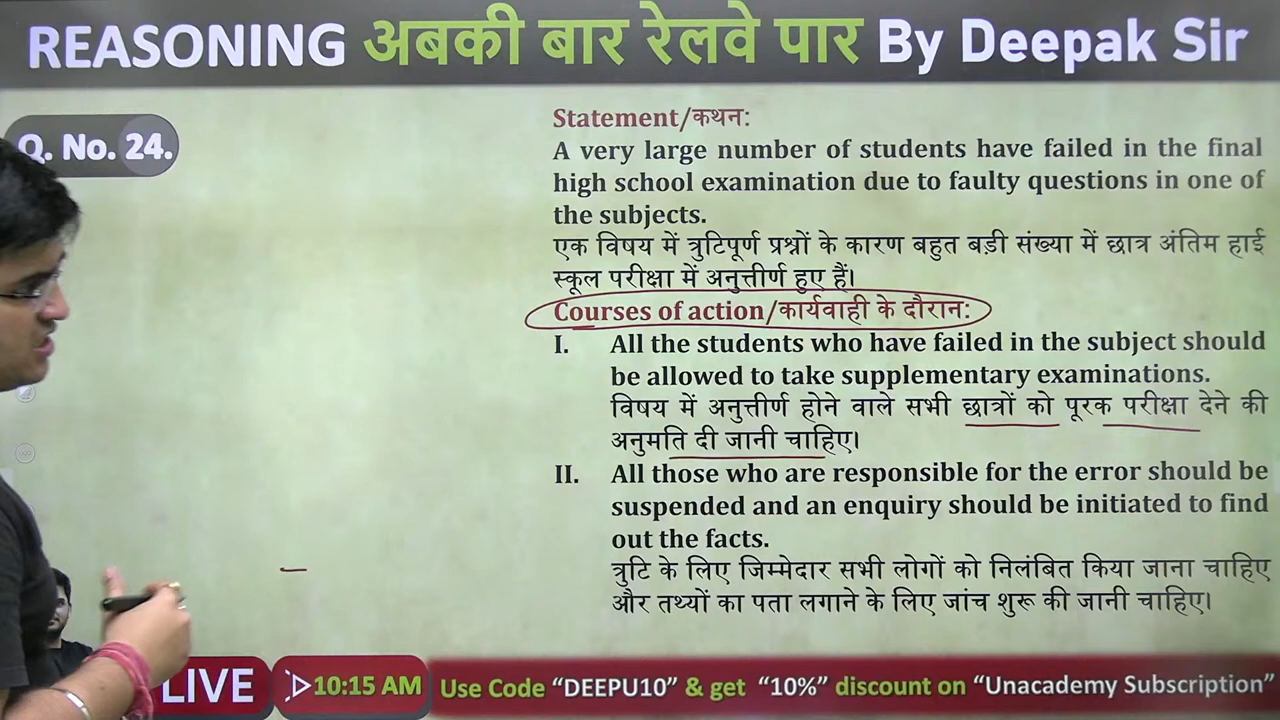 REASONING अबकी बार रेलवे पार By Deepak Sir
Q. No. 24.
Statement/कथन:
A very large number of students have failed in the final
high school examination due to faulty questions in one of
the subjects.
एक विषय में त्रुटिपूर्ण प्रश्नों के कारण बहुत बड़ी संख्या में छात्र अंतिम हाई
स्कूल परीक्षा में अनुत्तीर्ण हुए हैं।
Courses of action/कार्यवाही के दौरान:
I. All the students who have failed in the subject should
be allowed to take supplementary examinations.
विषय में अनुत्तीर्ण होने वाले सभी छात्रों को पूरक परीक्षा देने की
अनुमति दी जानी चाहिए।
II. All those who are responsible for the error should be
suspended and an enquiry should be initiated to find
out the facts.
त्रुटि के लिए जिम्मेदार सभी लोगों को निलंबित किया जाना चाहिए
और तथ्यों का पता लगाने के लिए जांच शुरू की जानी चाहिए।
LIVE 10:15 AM Use Code “DEEPU10” & get “10%” discount on “Unacademy Subscription”